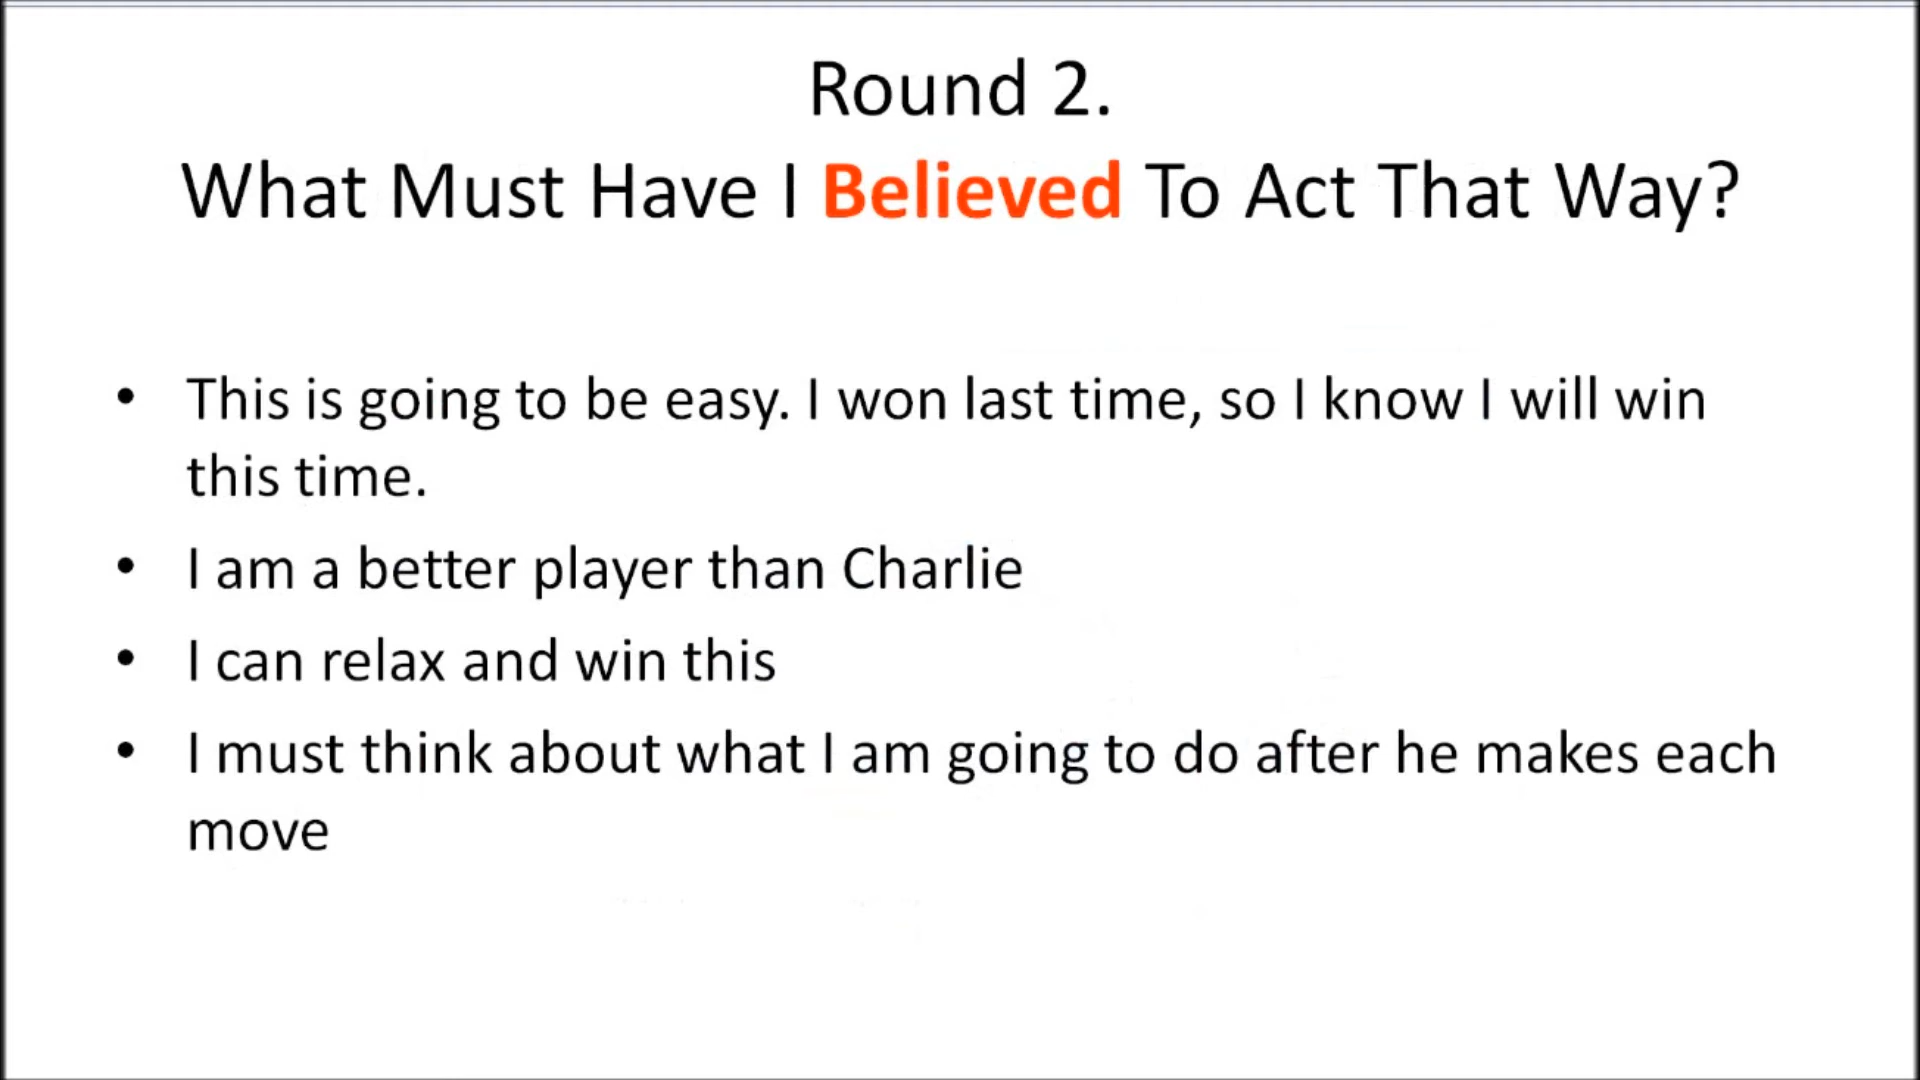 Round 2.
What Must Have I Believed To Act That Way?
• This is going to be easy. I won last time, so I know I will win
this time.
• I am a better player than Charlie
• I can relax and win this
• I must think about what I am going to do after he makes each
move